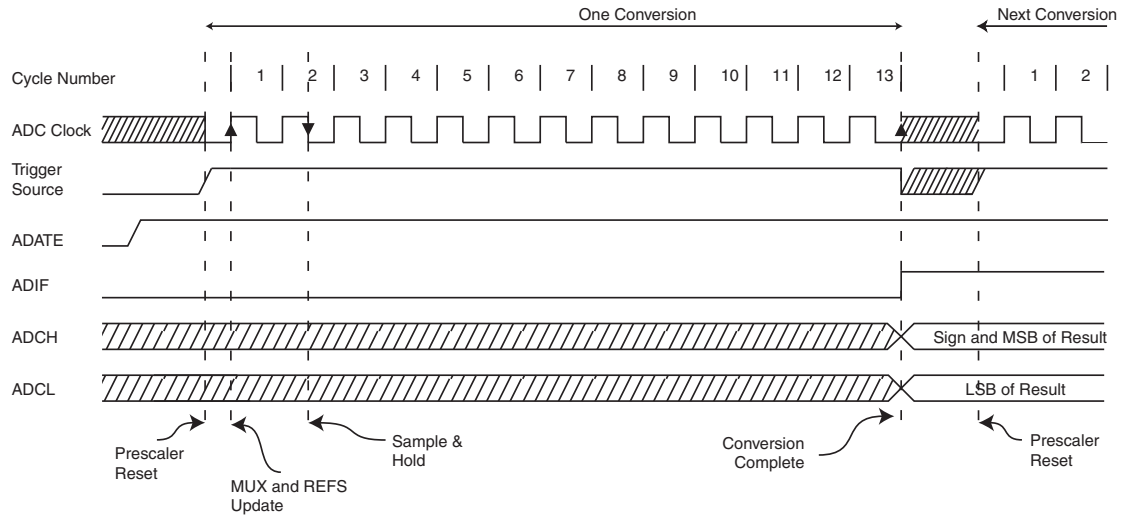 One Conversion
Next Conversion
Cycle Number
1 2 3 4 5 6 7 8 9 10 11 12 13 1 2
ADC Clock
Trigger
Source
ADATE
ADIF
ADCH
Sign and MSB of Result
ADCL
LSB of Result
Prescaler
Reset
MUX and REFS
Update
Sample &
Hold
Conversion
Complete
Prescaler
Reset